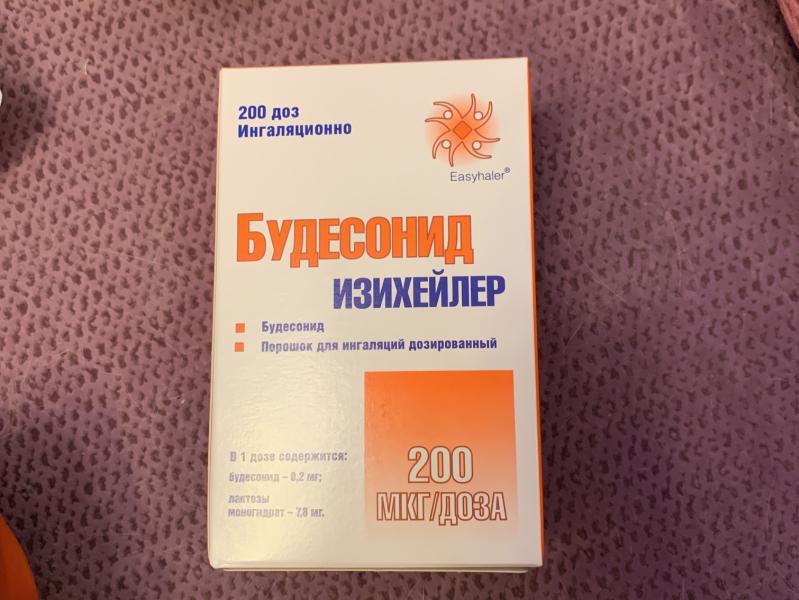 200 доз
Ингаляционно
Easyhaler®
Будесонид
изихейлер
Будесонид
Порошок для ингаляций дозированный
В 1 дозе содержится:
будесонид – 0,2 мг;
лактозы
моногидрат – 7,8 мг.
200
мкг/доза